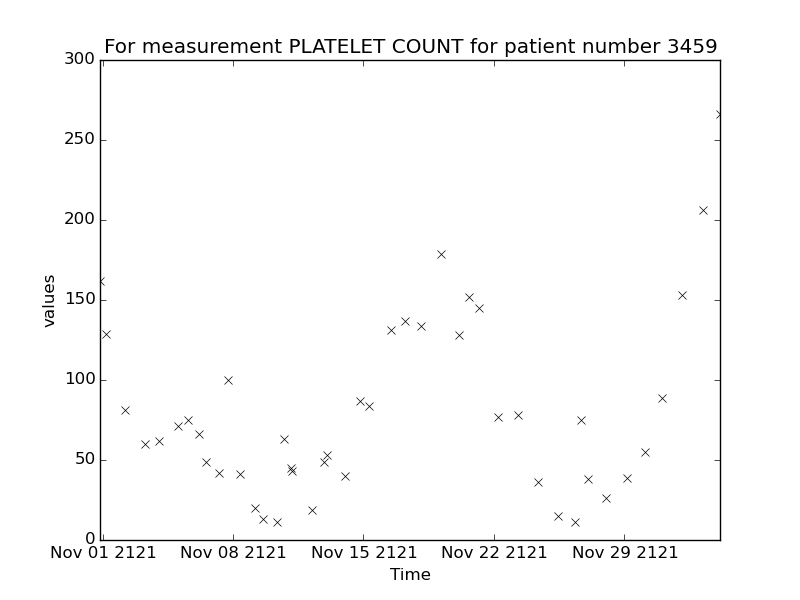 For measurement PLATELET COUNT for patient number 3459
300
250
200
150
100
50
0
values
Nov 01 2121 Nov 08 2121 Nov 15 2121 Nov 22 2121 Nov 29 2121
Time